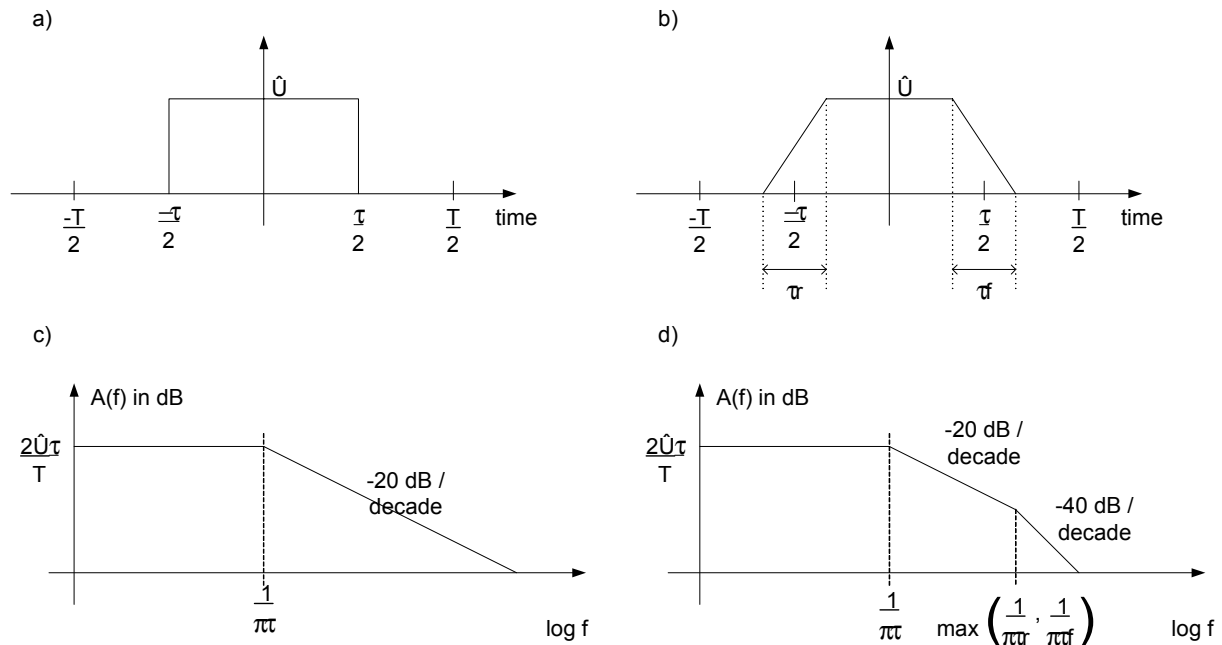 a)
Û
-T/2
-τ/2
τ/2
T/2
time
b)
Û
-T/2
-τ/2
τ/2
T/2
time
τr
τf
c)
A(f) in dB
2Ûτ/T
-20 dB /
decade
1/πτ
log f
d)
A(f) in dB
2Ûτ/T
-20 dB /
decade
-40 dB /
decade
1/πτ
max (1/πτr , 1/πτf)
log f